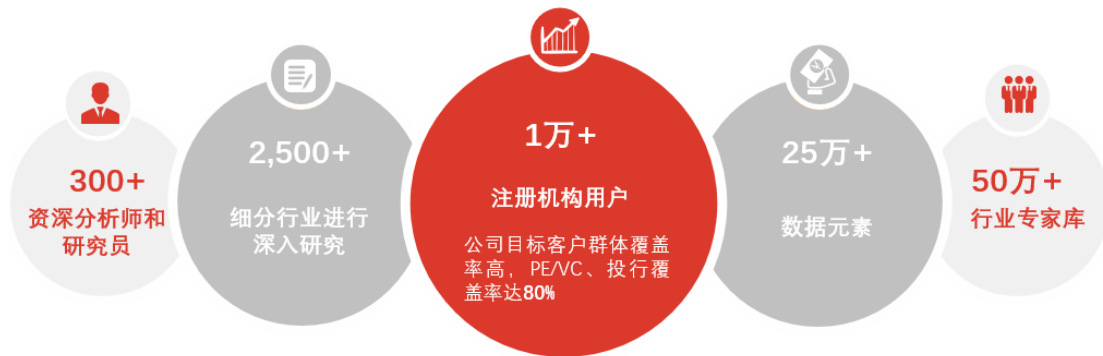 300+
资深分析师和
研究员
2,500+
细分行业进行
深入研究
1万+
注册机构用户
公司目标客户群体覆盖
率高，PE/VC、投行覆
盖率达80%
25万+
数据元素
50万+
行业专家库